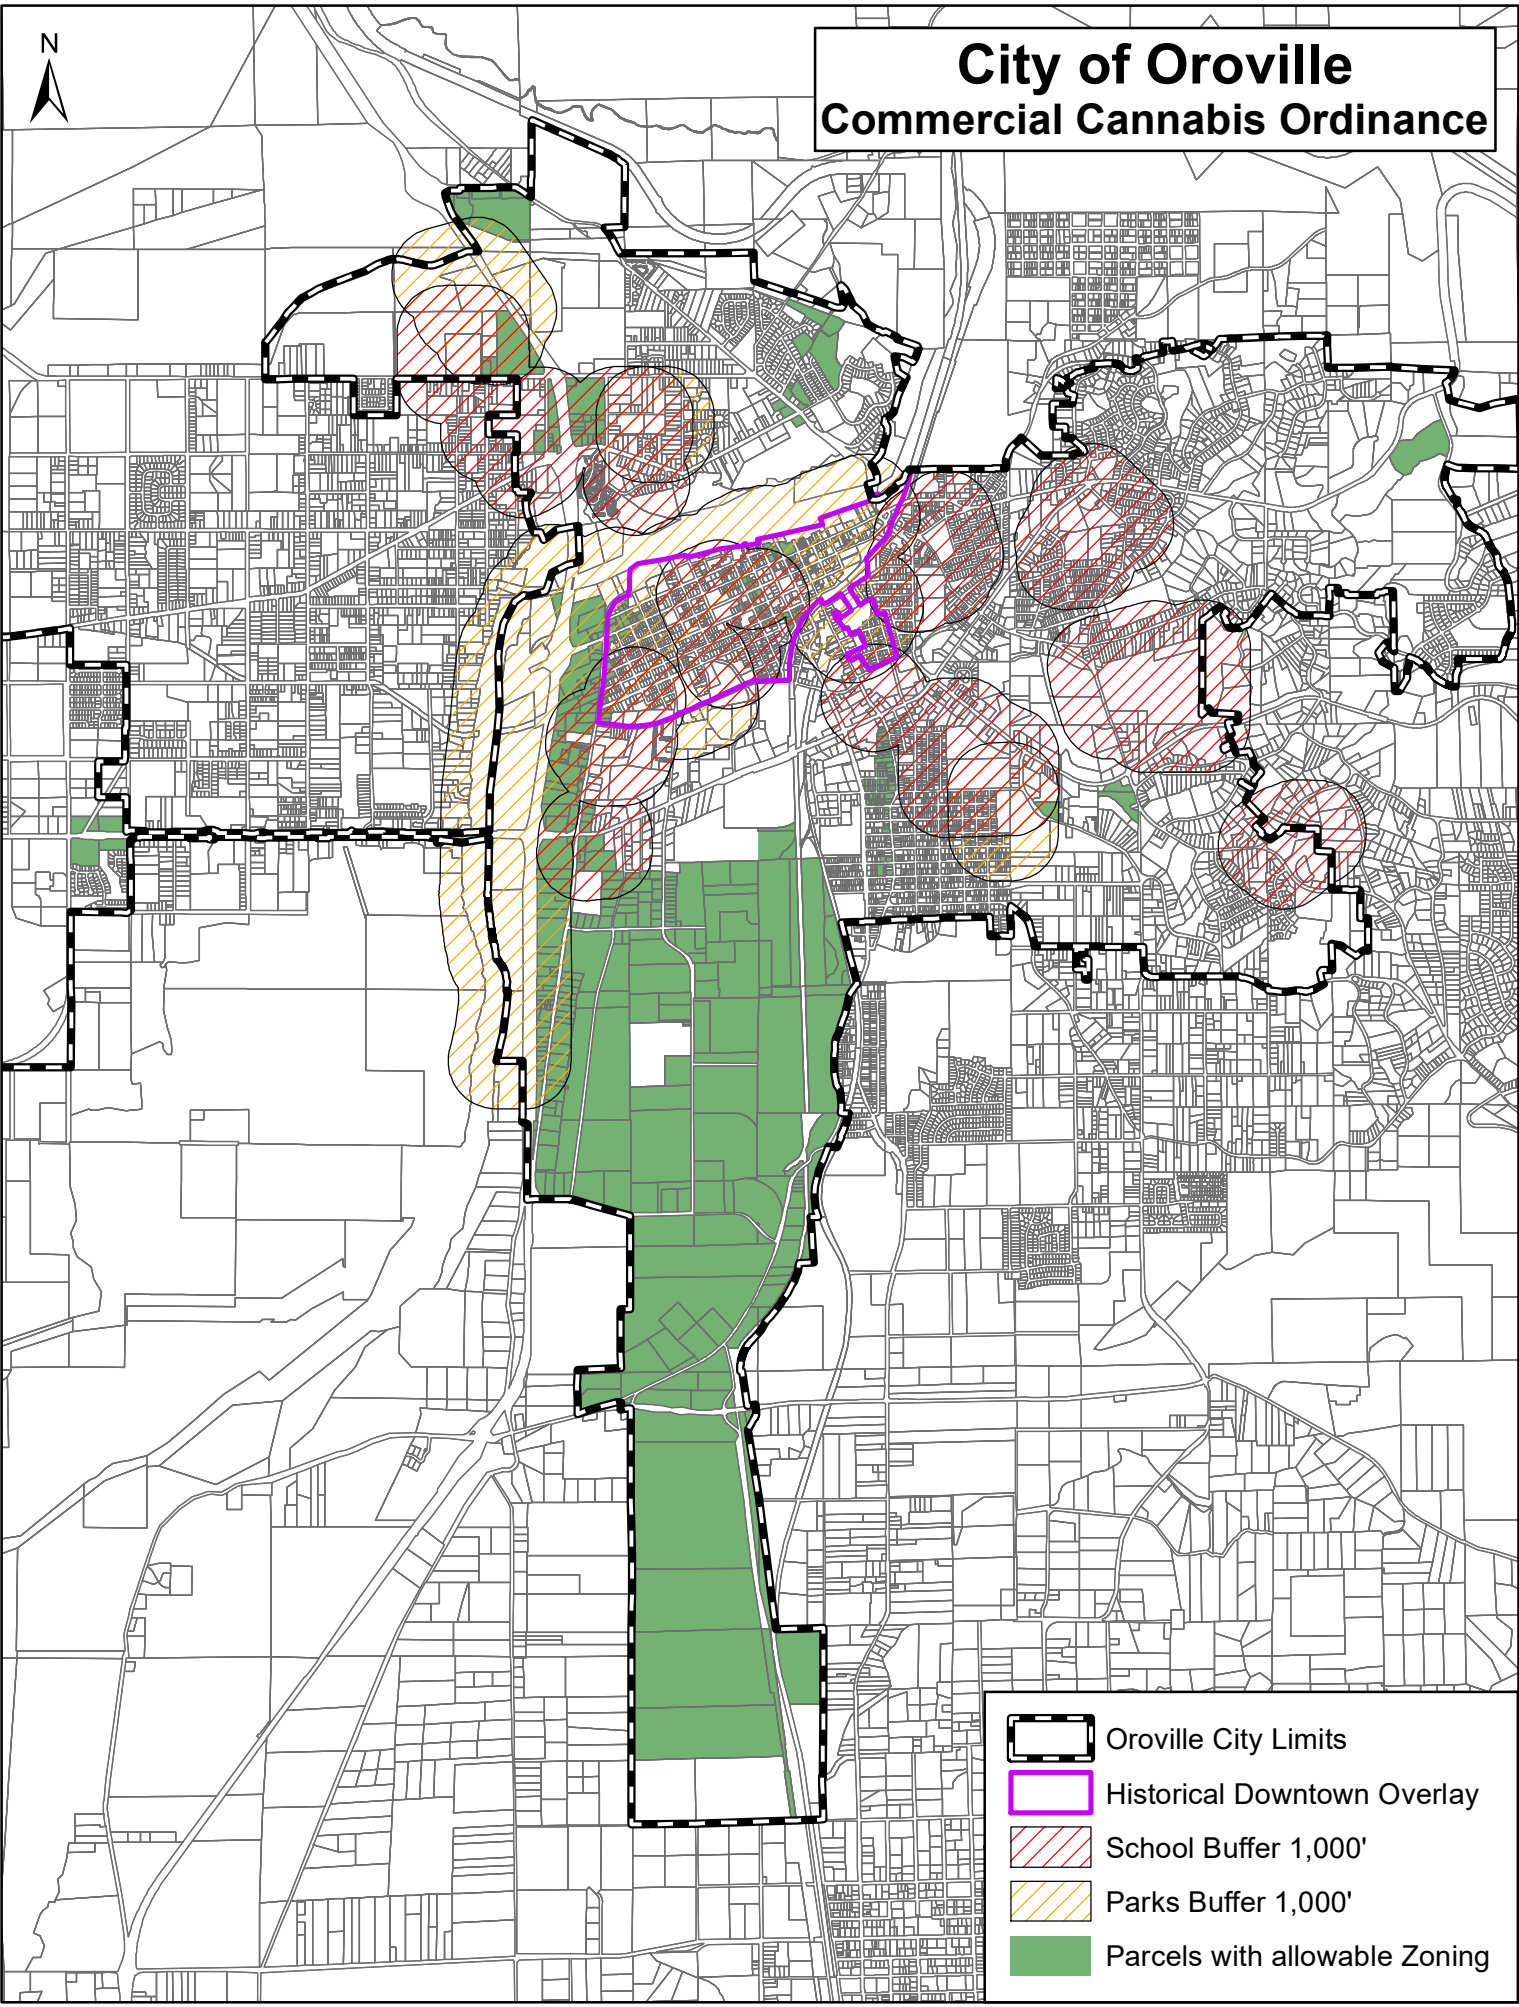 N
City of Oroville
Commercial Cannabis Ordinance
Oroville City Limits
Historical Downtown Overlay
School Buffer 1,000'
Parks Buffer 1,000'
Parcels with allowable Zoning